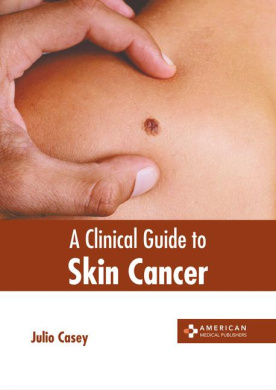 A Clinical Guide to
Skin Cancer
Julio Casey
AMERICAN
MEDICAL PUBLISHERS